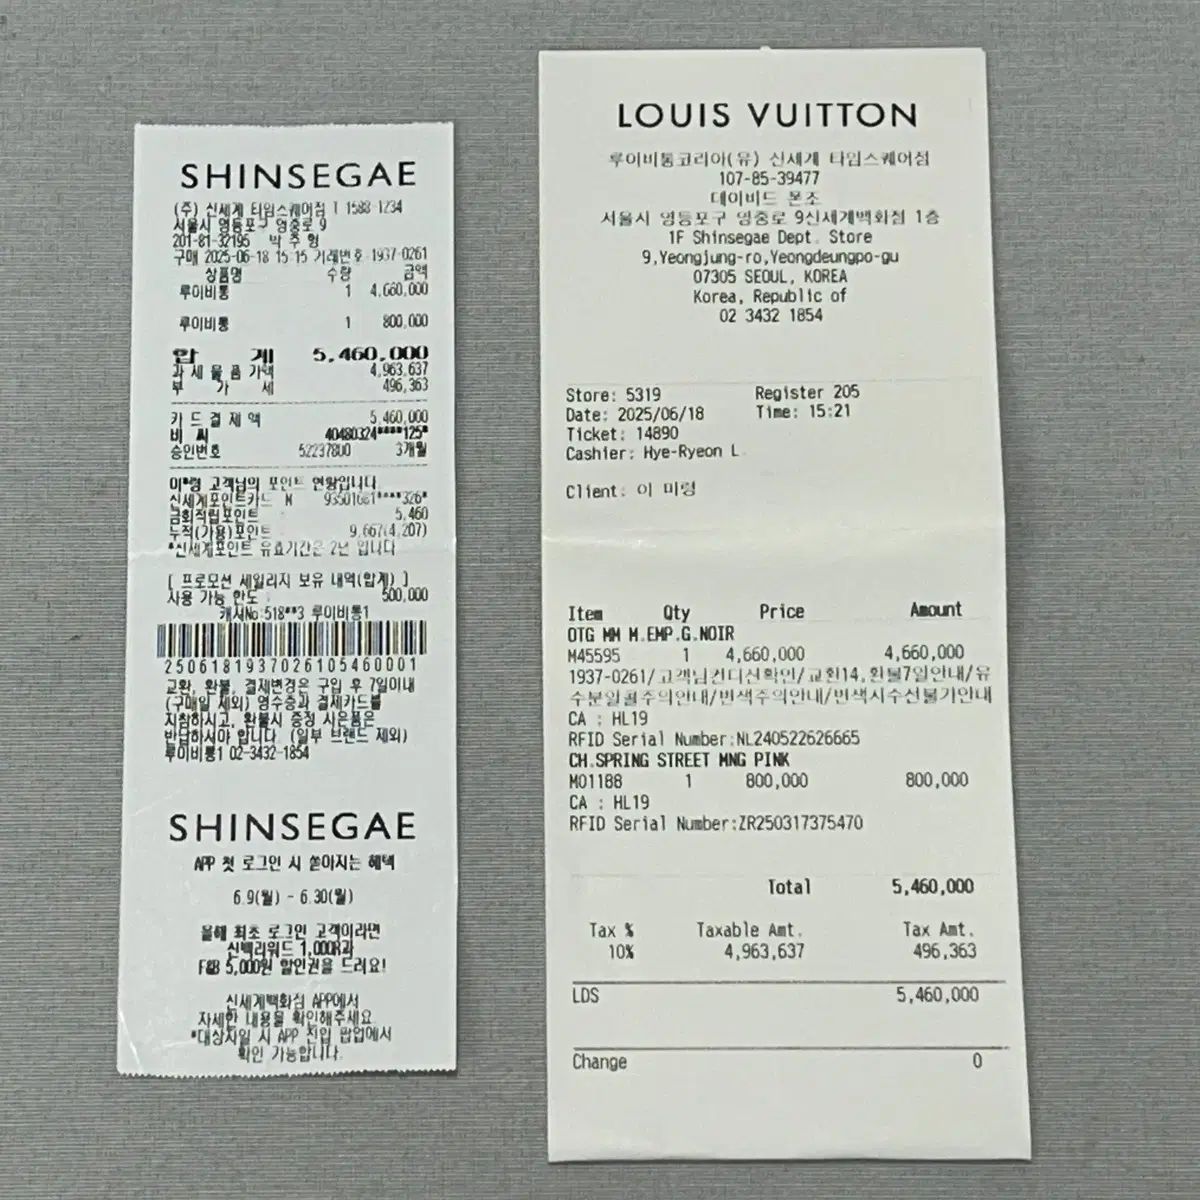 SHINSEGAE
(주) 신세계 타임스퀘어점 T 1588-1234
서울시 영등포구 영중로 9
201-81-32195 박주형
구매 2025-06-18 15:15 거래번호 1937-0261
상품명 수량 금액
루이비통 1 4,660,000
루이비통 1 800,000
합 계 5,460,000
과세물품가액 4,963,637
부 가 세 496,363
카드결제액 5,460,000
비 씨 40480324****125*
승인번호 52237800 3개월
이*령 고객님의 포인트 현황입니다.
신세계포인트카드 N 93501661****326*
금회적립포인트 5,460
누적(가용)포인트 9,667(4,207)
*신세계포인트 유효기간은 2년 입니다
[ 프로모션 세일리지 보유 내역(합계) ]
사용 가능 한도 : 500,000
캐셔No:518**3 루이비통1
25061819370261054600001
교환, 환불, 결제변경은 구입 후 7일이내
(구매일 제외) 영수증과 결제카드를
지참하시고, 환불시 증정 사은품은
반납하셔야 합니다. (일부 브랜드 제외)
루이비통1 02-3432-1854
SHINSEGAE
APP 첫 로그인 시 쏟아지는 혜택
6.9(월) - 6.30(월)
올해 최초 로그인 고객이라면
신백리워드 1,000R과
F&B 5,000원 할인권을 드려요!
신세계백화점 APP에서
자세한 내용을 확인해주세요
*대상자일 시 APP 진입 팝업에서
확인 가능합니다.
LOUIS VUITTON
루이비통코리아(유) 신세계 타임스퀘어점
107-85-39477
데이비드 폰조
서울시 영등포구 영중로 9신세계백화점 1층
1F Shinsegae Dept. Store
9,Yeongjung-ro,Yeongdeungpo-gu
07305 SEOUL, KOREA
Korea, Republic of
02 3432 1854
Store: 5319 Register 205
Date: 2025/06/18 Time: 15:21
Ticket: 14890
Cashier: Hye-Ryeon L.
Client: 이 미령
Item Qty Price Amount
OTG MM M.EMP.G.NOIR
M45595 1 4,660,000 4,660,000
1937-0261/고객님컨디션확인/교환14,환불7일안내/유
수분일콜주의안내/변색주의안내/변색시수선불가안내
CA : HL19
RFID Serial Number:NL240522626665
CH.SPRING STREET MNG PINK
M01188 1 800,000 800,000
CA : HL19
RFID Serial Number:ZR250317375470
Total 5,460,000
Tax % Taxable Amt. Tax Amt.
10% 4,963,637 496,363
LDS 5,460,000
Change 0